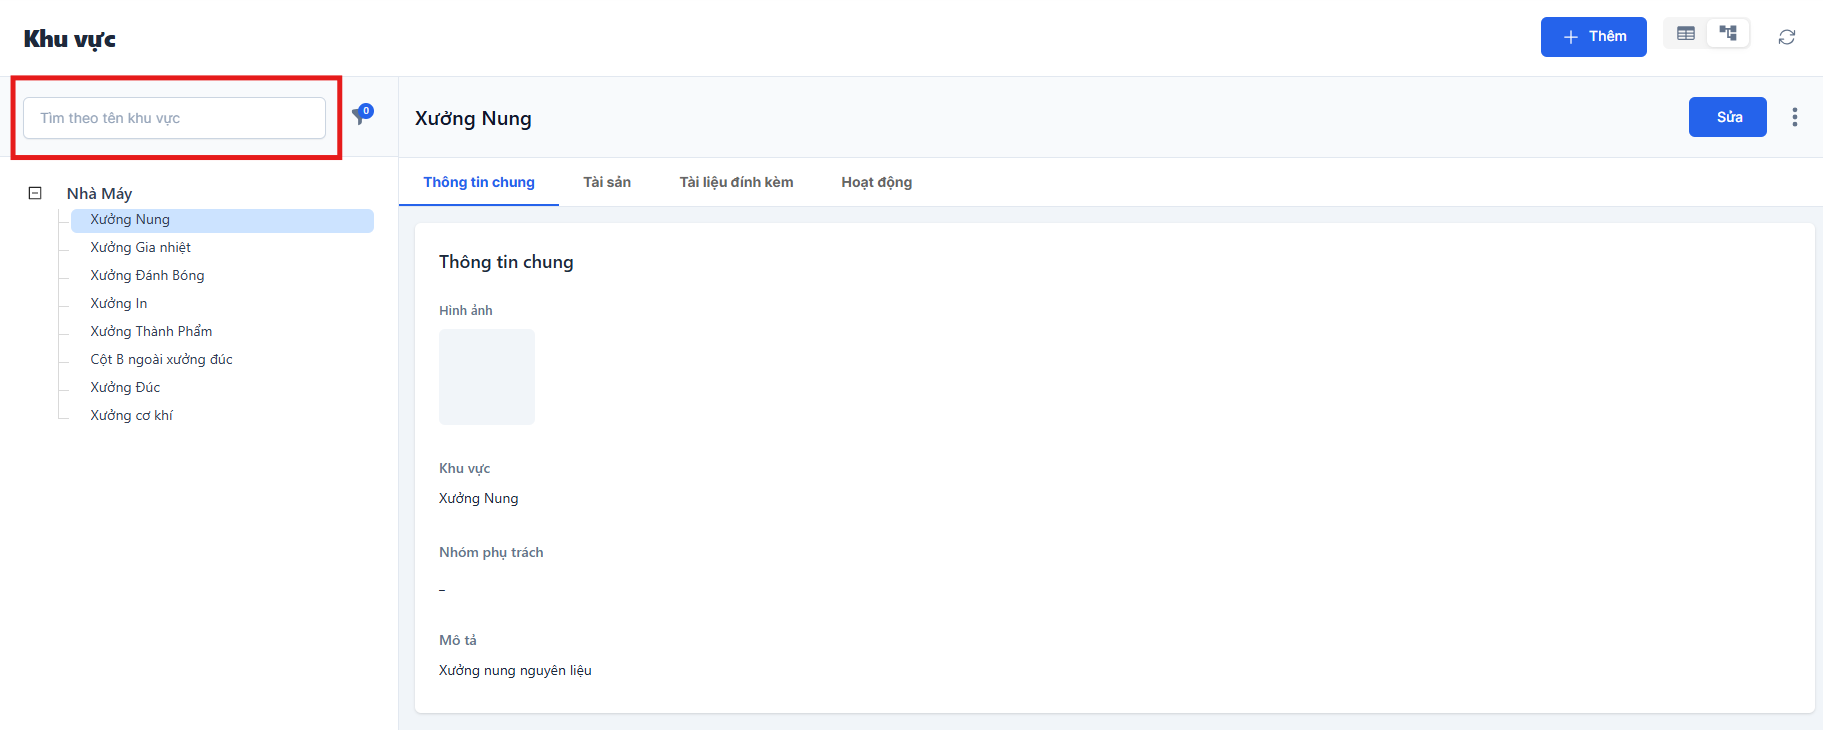 Khu vực
Thêm
Tìm theo tên khu vực
0
Nhà Máy
Xưởng Nung
Xưởng Gia nhiệt
Xưởng Đánh Bóng
Xưởng In
Xưởng Thành Phẩm
Cột B ngoài xưởng đúc
Xưởng Đúc
Xưởng cơ khí
Xưởng Nung
Sửa
Thông tin chung
Tài sản
Tài liệu đính kèm
Hoạt động
Thông tin chung
Hình ảnh
Khu vực
Xưởng Nung
Nhóm phụ trách
–
Mô tả
Xưởng nung nguyên liệu